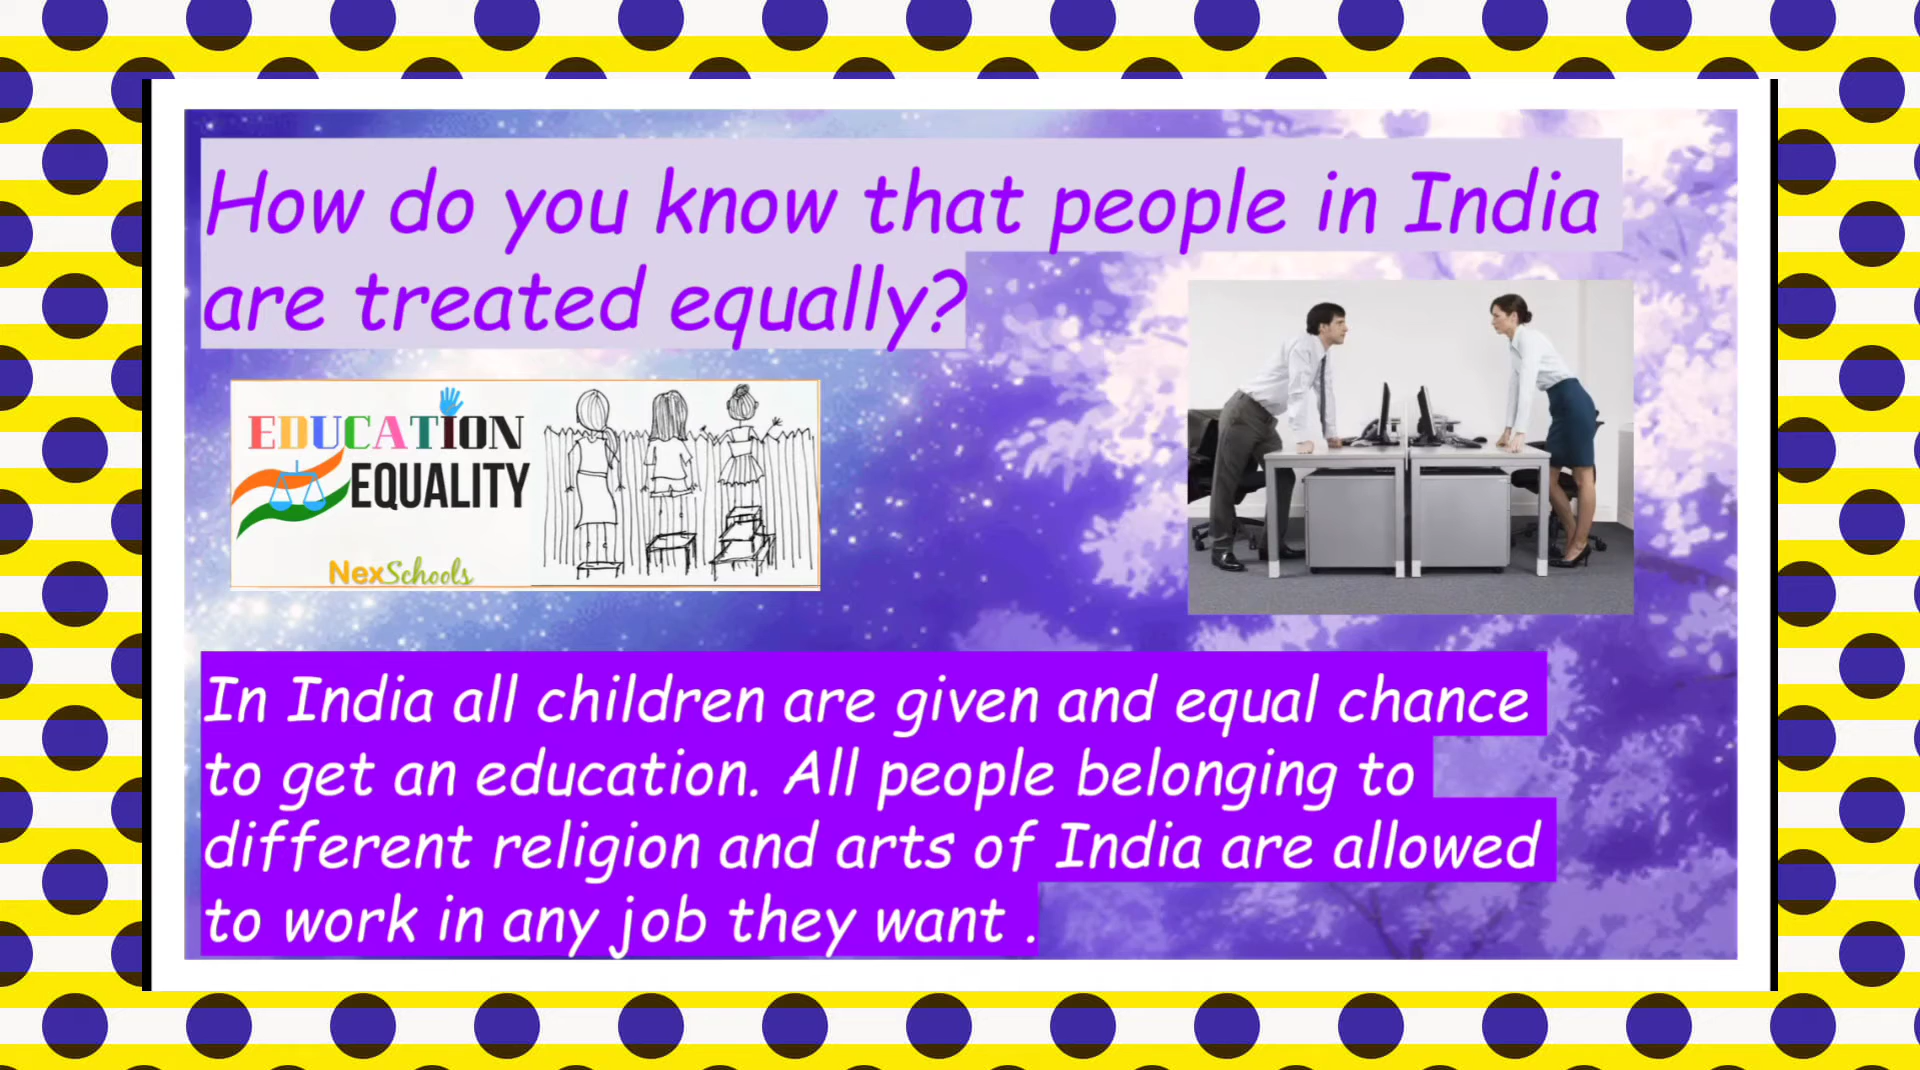 How do you know that people in India
are treated equally?
EDUCATION
EQUALITY
NexSchools
In India all children are given and equal chance
to get an education. All people belonging to
different religion and arts of India are allowed
to work in any job they want .